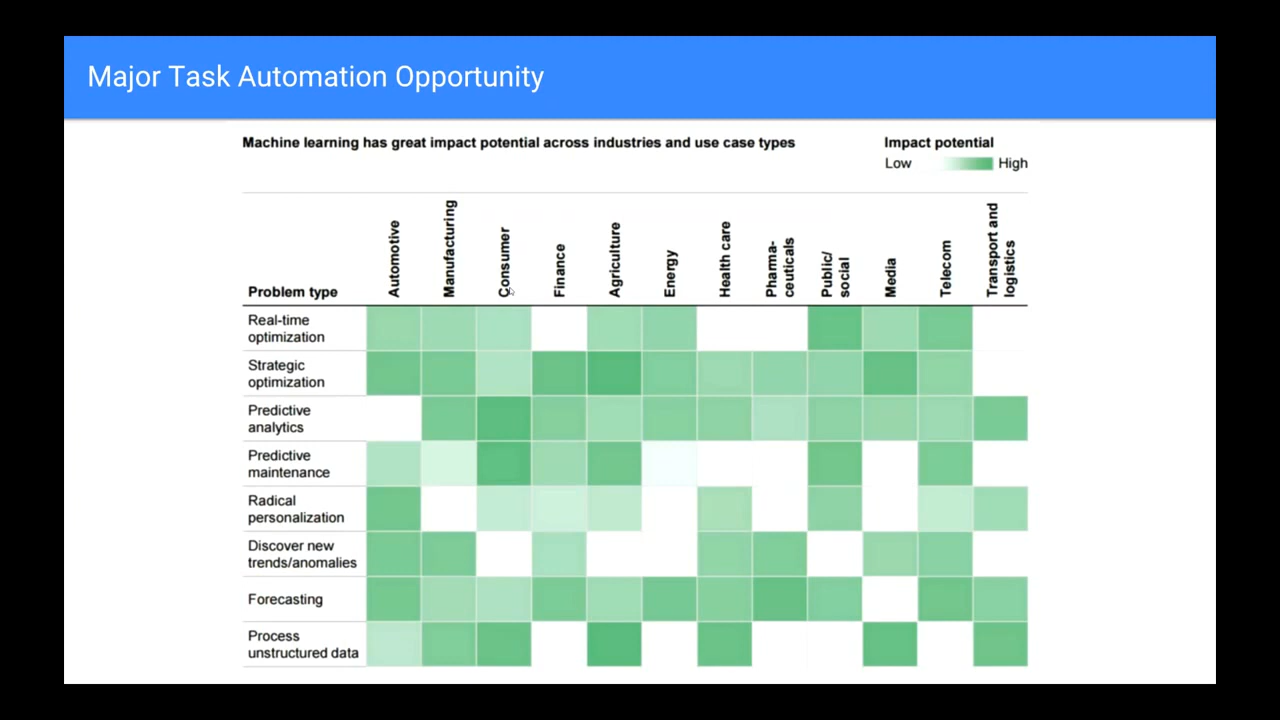 Major Task Automation Opportunity
Machine learning has great impact potential across industries and use case types
Impact potential
Low High
Problem type
Automotive
Manufacturing
Consumer
Finance
Agriculture
Energy
Health care
Pharma-
ceuticals
Public/
social
Media
Telecom
Transport and
logistics
Real-time
optimization
Strategic
optimization
Predictive
analytics
Predictive
maintenance
Radical
personalization
Discover new
trends/anomalies
Forecasting
Process
unstructured data